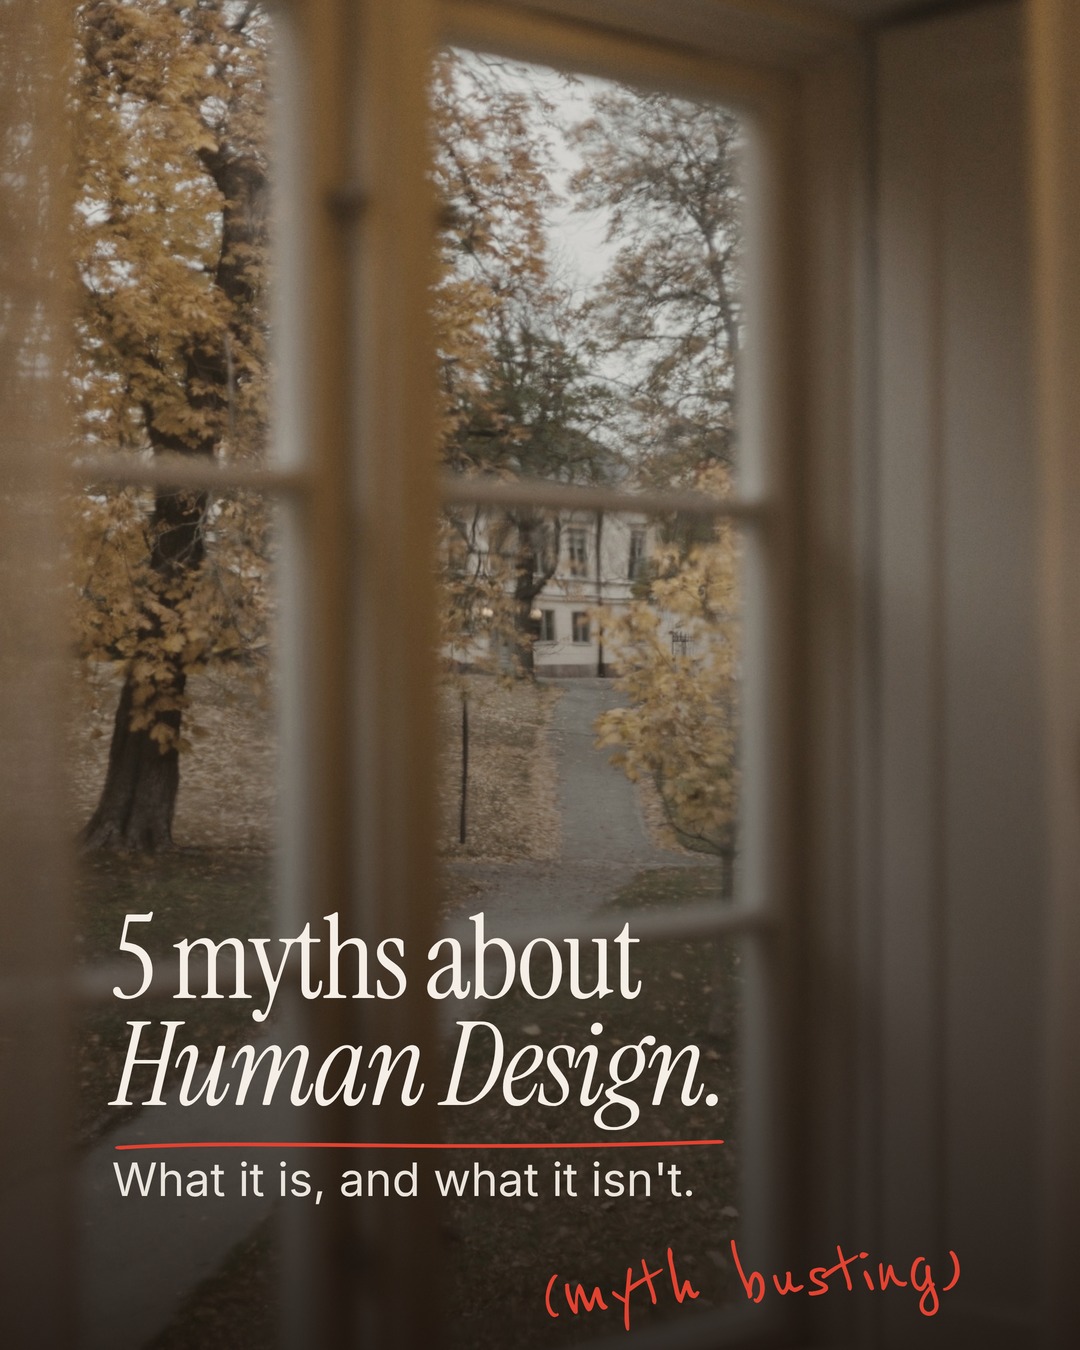 5 myths about
Human Design.
What it is, and what it isn't.
(myth busting)